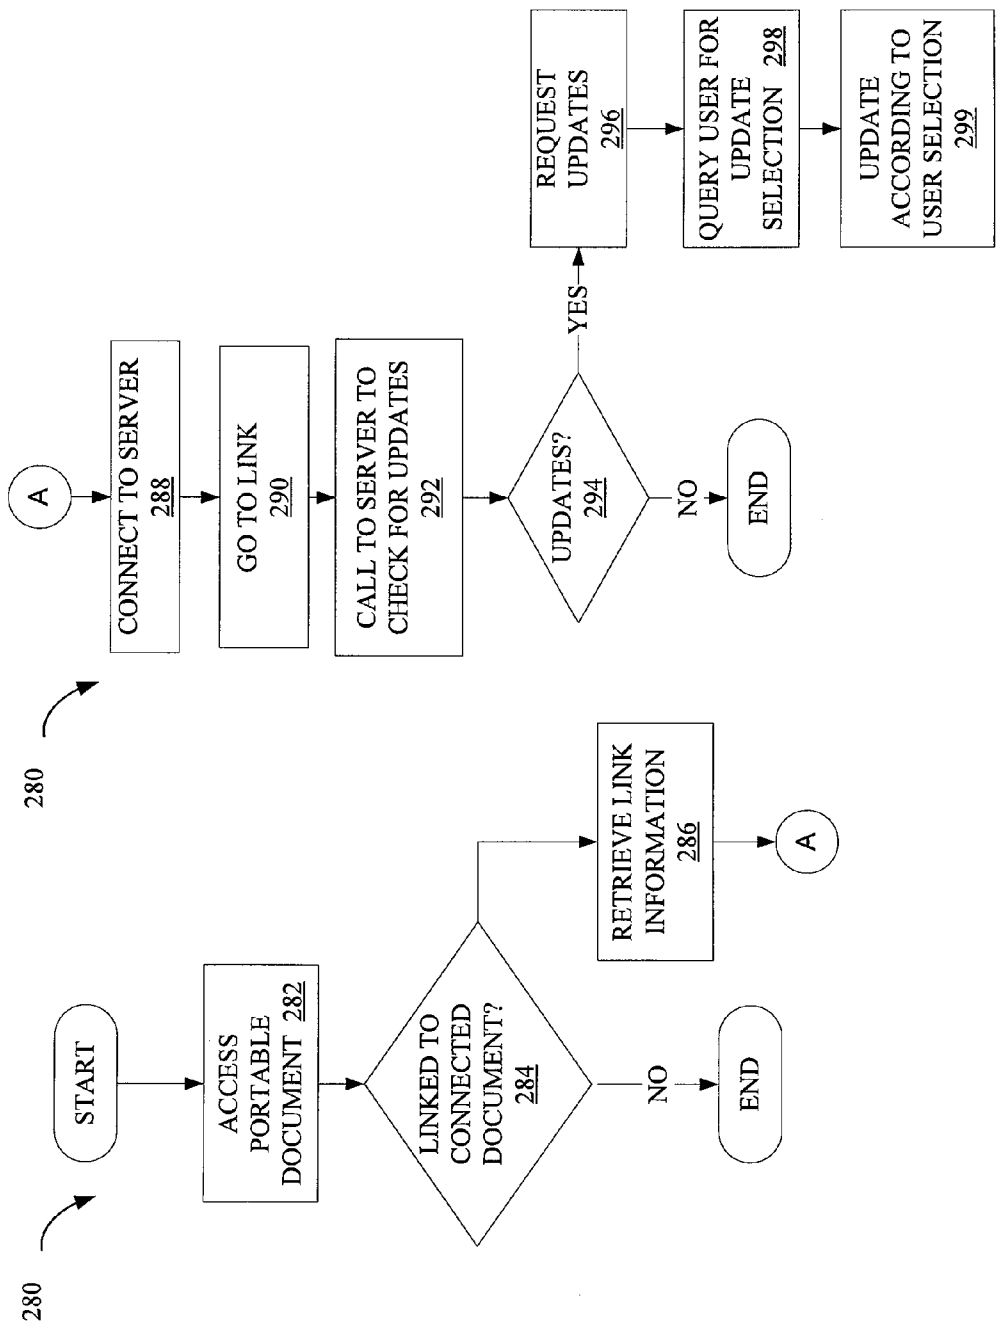 280
START
ACCESS
PORTABLE
DOCUMENT 282
LINKED TO
CONNECTED
DOCUMENT?
284
NO
END
RETRIEVE LINK
INFORMATION
286
A
280
A
CONNECT TO SERVER
288
GO TO LINK
290
CALL TO SERVER TO
CHECK FOR UPDATES
292
UPDATES?
294
NO
END
YES
REQUEST
UPDATES
296
QUERY USER FOR
UPDATE
SELECTION 298
UPDATE
ACCORDING TO
USER SELECTION
299